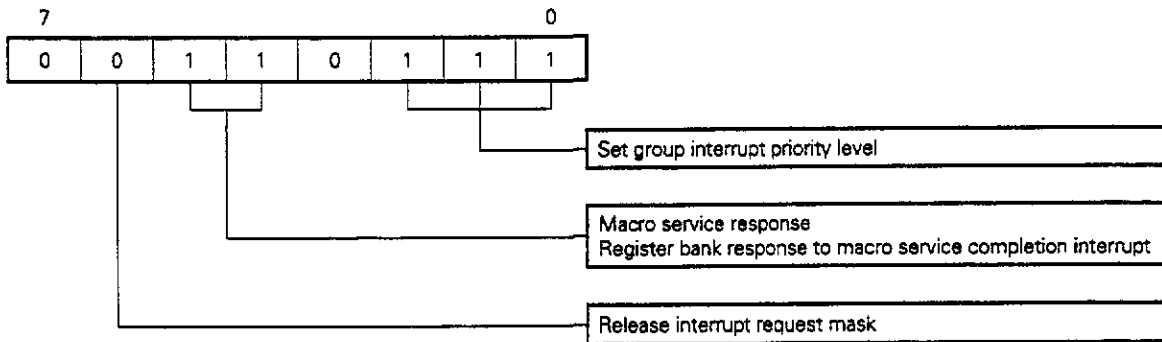 7 0
0 0 1 1 0 1 1 1
Set group interrupt priority level
Macro service response
Register bank response to macro service completion interrupt
Release interrupt request mask